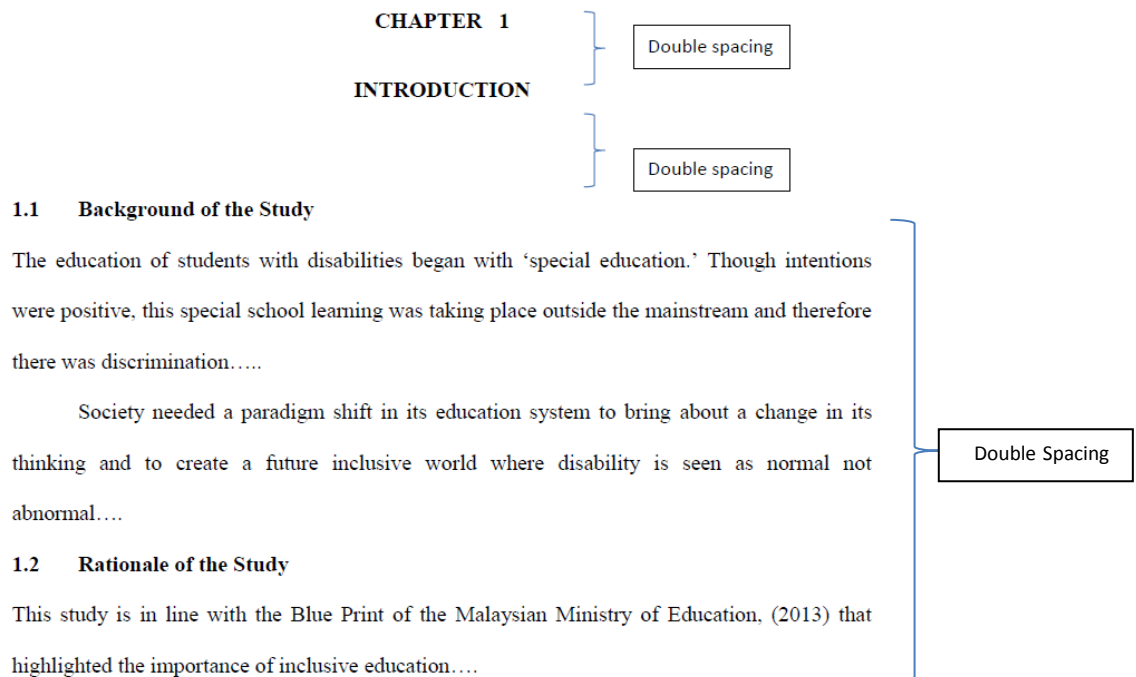 CHAPTER 1
Double spacing
INTRODUCTION
Double spacing
1.1 Background of the Study
The education of students with disabilities began with ‘special education.’ Though intentions
were positive, this special school learning was taking place outside the mainstream and therefore
there was discrimination…..
Society needed a paradigm shift in its education system to bring about a change in its
thinking and to create a future inclusive world where disability is seen as normal not
abnormal….
Double Spacing
1.2 Rationale of the Study
This study is in line with the Blue Print of the Malaysian Ministry of Education, (2013) that
highlighted the importance of inclusive education….